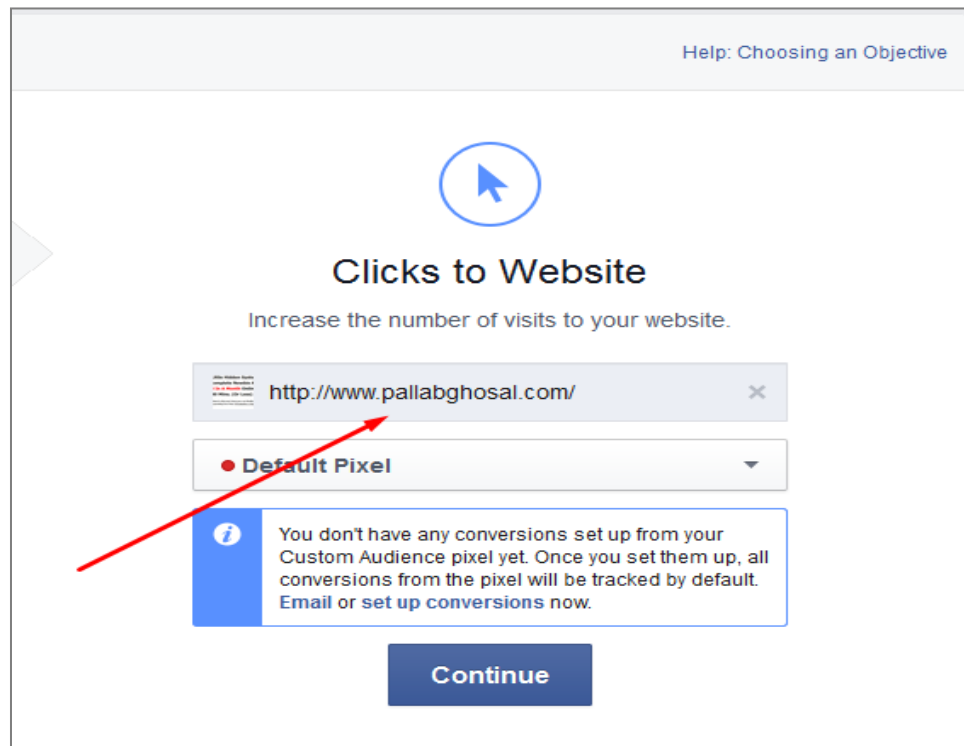 Help: Choosing an Objective
Clicks to Website
Increase the number of visits to your website.
http://www.pallabghosal.com/
Default Pixel
You don't have any conversions set up from your
Custom Audience pixel yet. Once you set them up, all
conversions from the pixel will be tracked by default.
Email or set up conversions now.
Continue